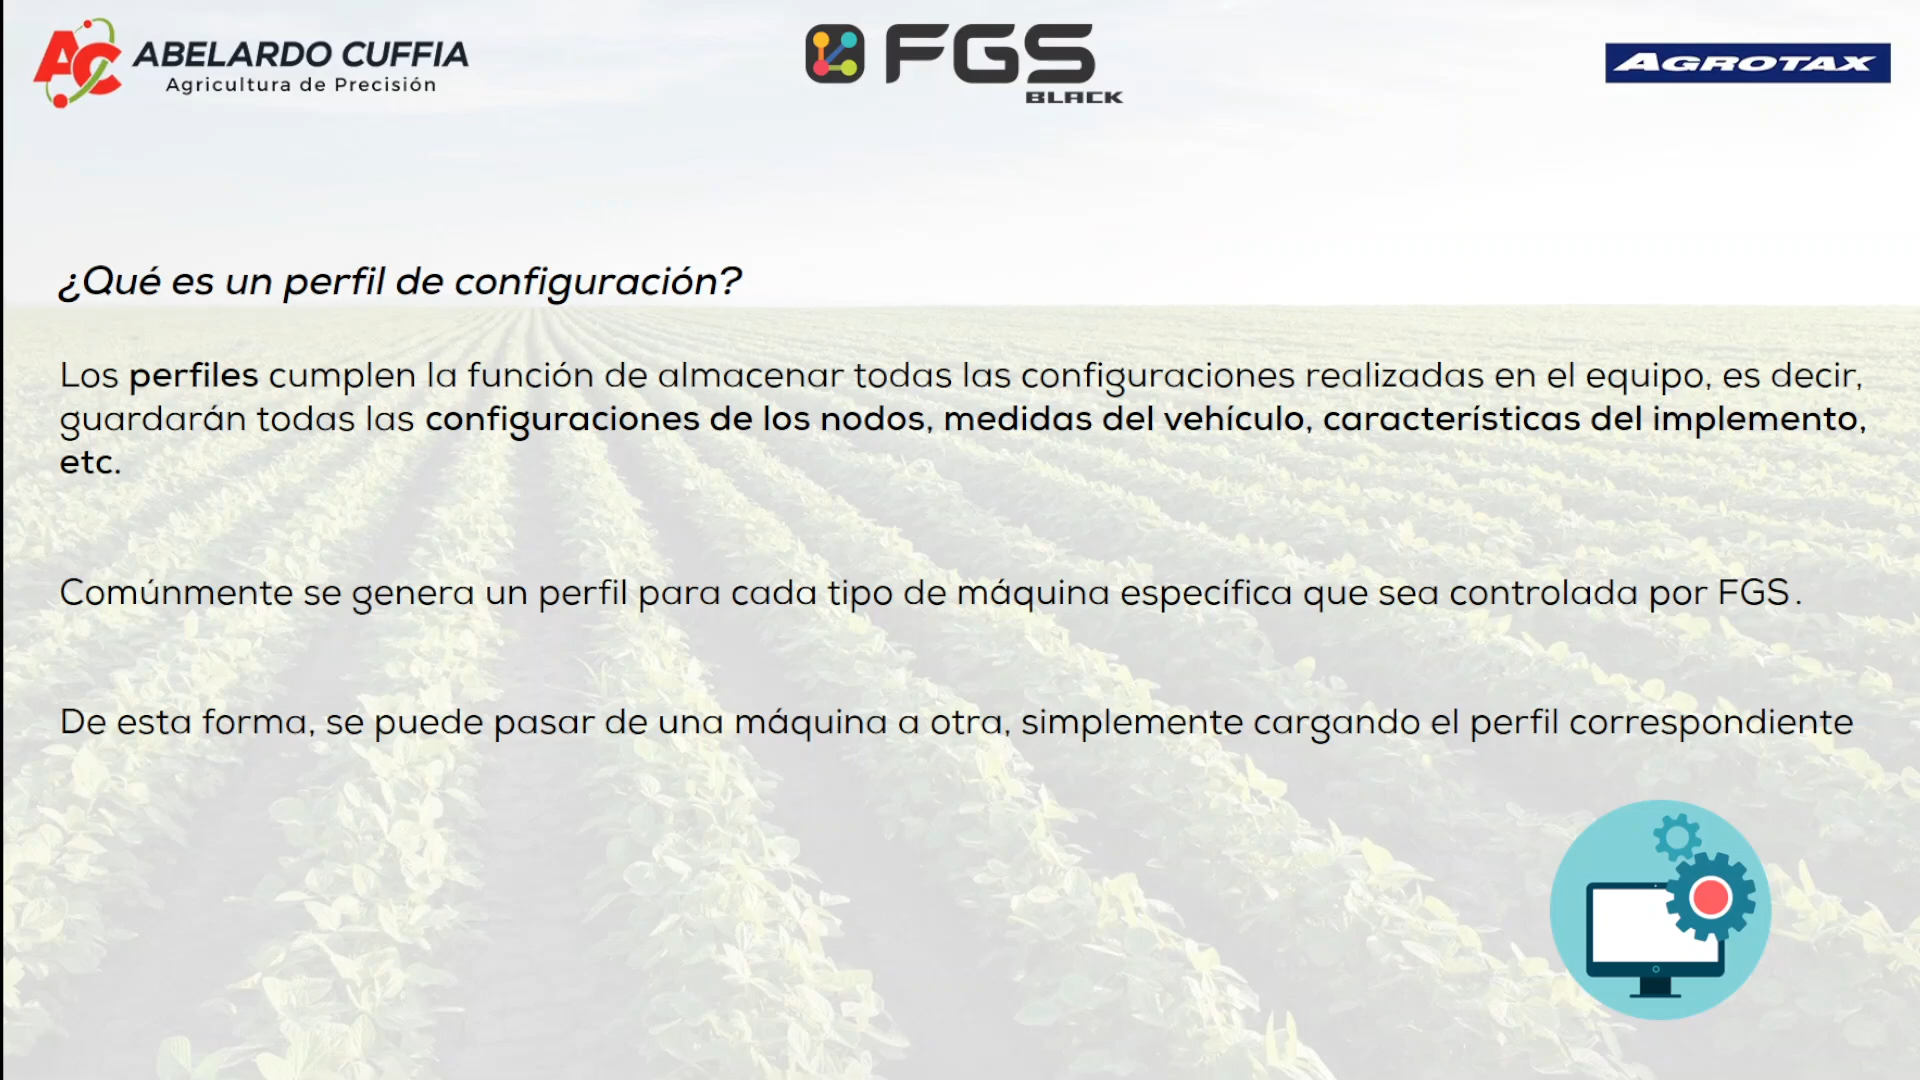 ABELARDO CUFFIA
Agricultura de Precisión
FGS
BLACK
AGROTAX
¿Qué es un perfil de configuración?
Los perfiles cumplen la función de almacenar todas las configuraciones realizadas en el equipo, es decir,
guardarán todas las configuraciones de los nodos, medidas del vehículo, características del implemento,
etc.
Comúnmente se genera un perfil para cada tipo de máquina específica que sea controlada por FGS.
De esta forma, se puede pasar de una máquina a otra, simplemente cargando el perfil correspondiente